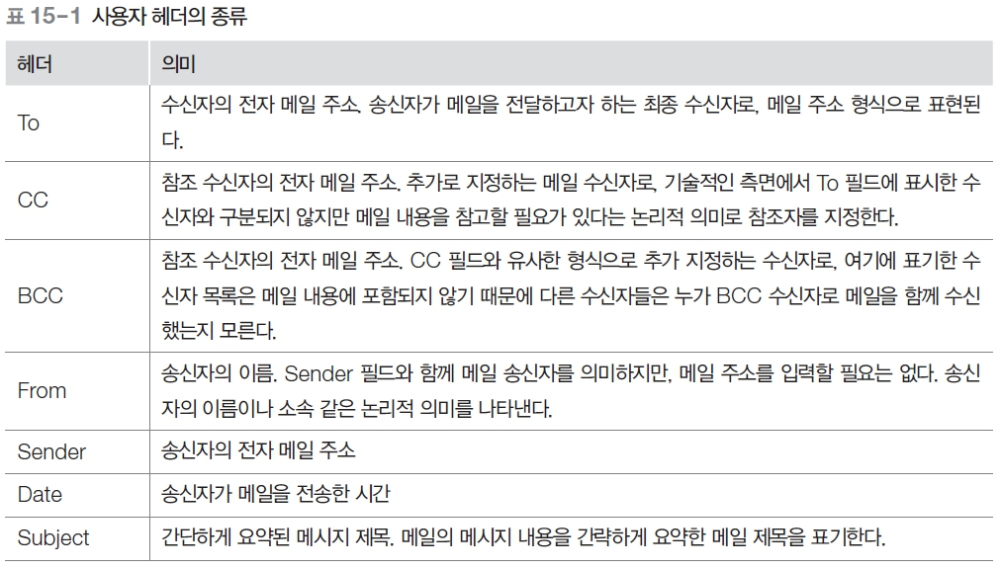 표 15-1 사용자 헤더의 종류
헤더 의미
To 수신자의 전자 메일 주소. 송신자가 메일을 전달하고자 하는 최종 수신자로, 메일 주소 형식으로 표현된
다.
CC 참조 수신자의 전자 메일 주소. 추가로 지정하는 메일 수신자로, 기술적인 측면에서 To 필드에 표시한 수
신자와 구분되지 않지만 메일 내용을 참고할 필요가 있다는 논리적 의미로 참조자를 지정한다.
BCC 참조 수신자의 전자 메일 주소. CC 필드와 유사한 형식으로 추가 지정하는 수신자로, 여기에 표기한 수
신자 목록은 메일 내용에 포함되지 않기 때문에 다른 수신자들은 누가 BCC 수신자로 메일을 함께 수신
했는지 모른다.
From 송신자의 이름. Sender 필드와 함께 메일 송신자를 의미하지만, 메일 주소를 입력할 필요는 없다. 송신
자의 이름이나 소속 같은 논리적 의미를 나타낸다.
Sender 송신자의 전자 메일 주소
Date 송신자가 메일을 전송한 시간
Subject 간단하게 요약된 메시지 제목. 메일의 메시지 내용을 간략하게 요약한 메일 제목을 표기한다.